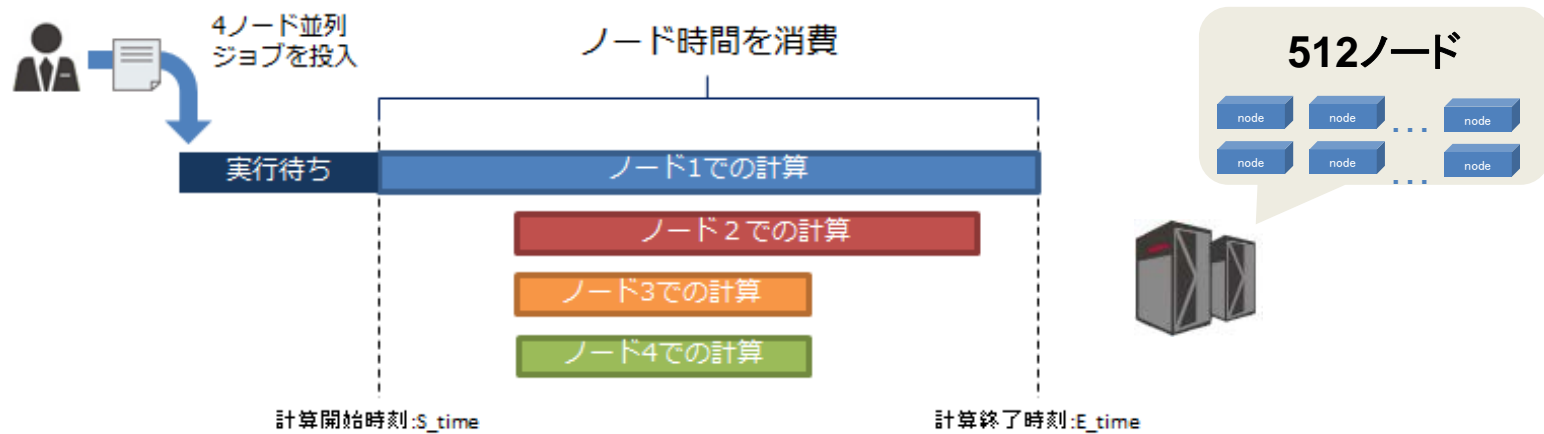 4ノード並列
ジョブを投入
ノード時間を消費
512ノード
node node ... node
node node ... node
実行待ち
ノード1での計算
ノード２での計算
ノード3での計算
ノード4での計算
計算開始時刻:S_time
計算終了時刻:E_time